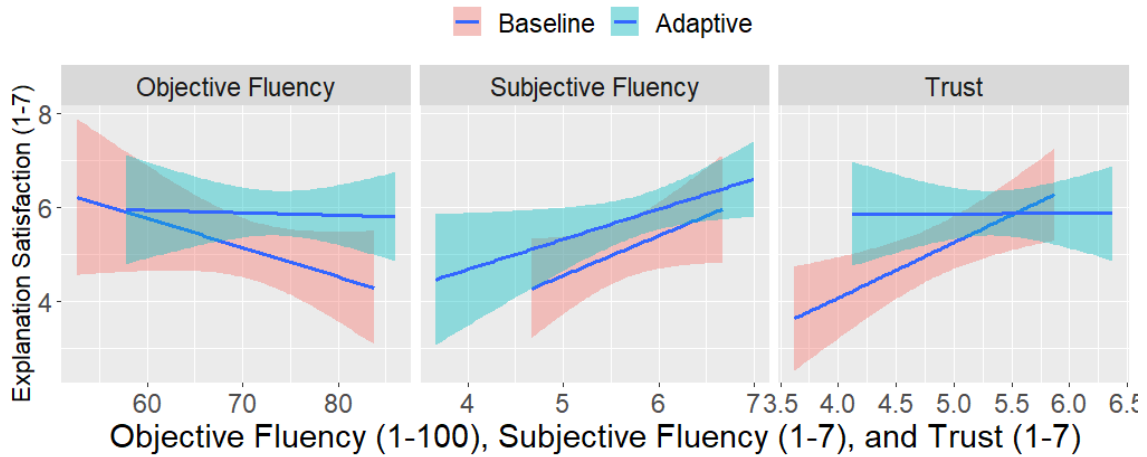 Baseline Adaptive
Objective Fluency Subjective Fluency Trust
Explanation Satisfaction (1-7)
8
6
4
60 70 80 4 5 6 7 3.5 4.0 4.5 5.0 5.5 6.0 6.5
Objective Fluency (1-100), Subjective Fluency (1-7), and Trust (1-7)